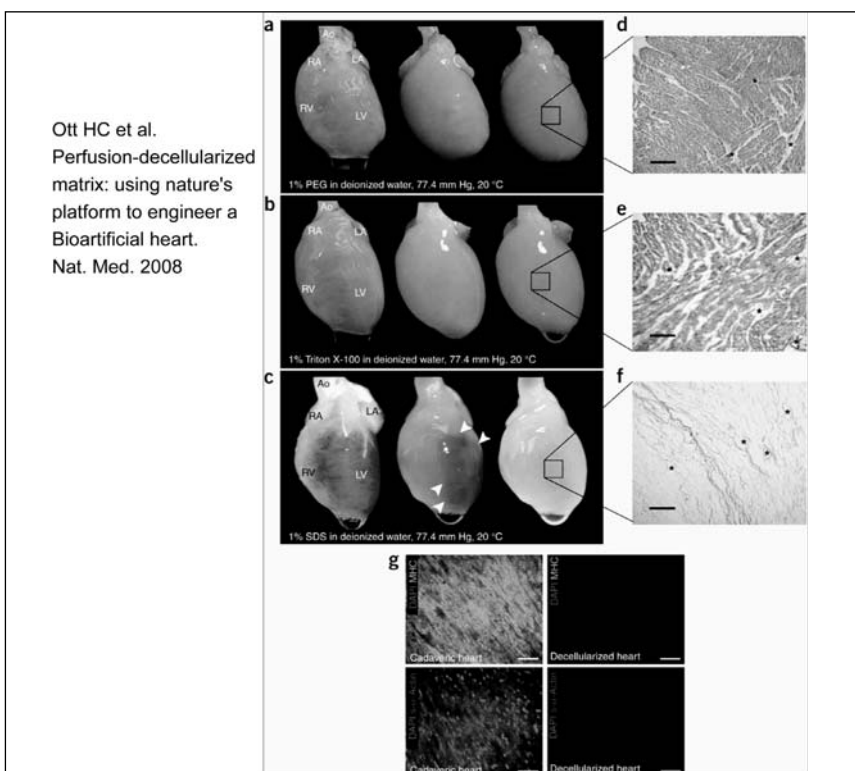 Ott HC et al.
Perfusion-decellularized
matrix: using nature's
platform to engineer a
Bioartificial heart.
Nat. Med. 2008
a
Ao
RA
LA
RV
LV
1% PEG in deionized water, 77.4 mm Hg, 20 °C
d
b
Ao
RA
LA
RV
LV
1% Triton X-100 in deionized water, 77.4 mm Hg, 20 °C
e
c
Ao
RA
LA
RV
LV
1% SDS in deionized water, 77.4 mm Hg, 20 °C
f
g
DAPI MHC
Cadaveric heart
DAPI MHC
Decellularized heart
DAPI
Cadaveric heart
DAPI
Decellularized heart